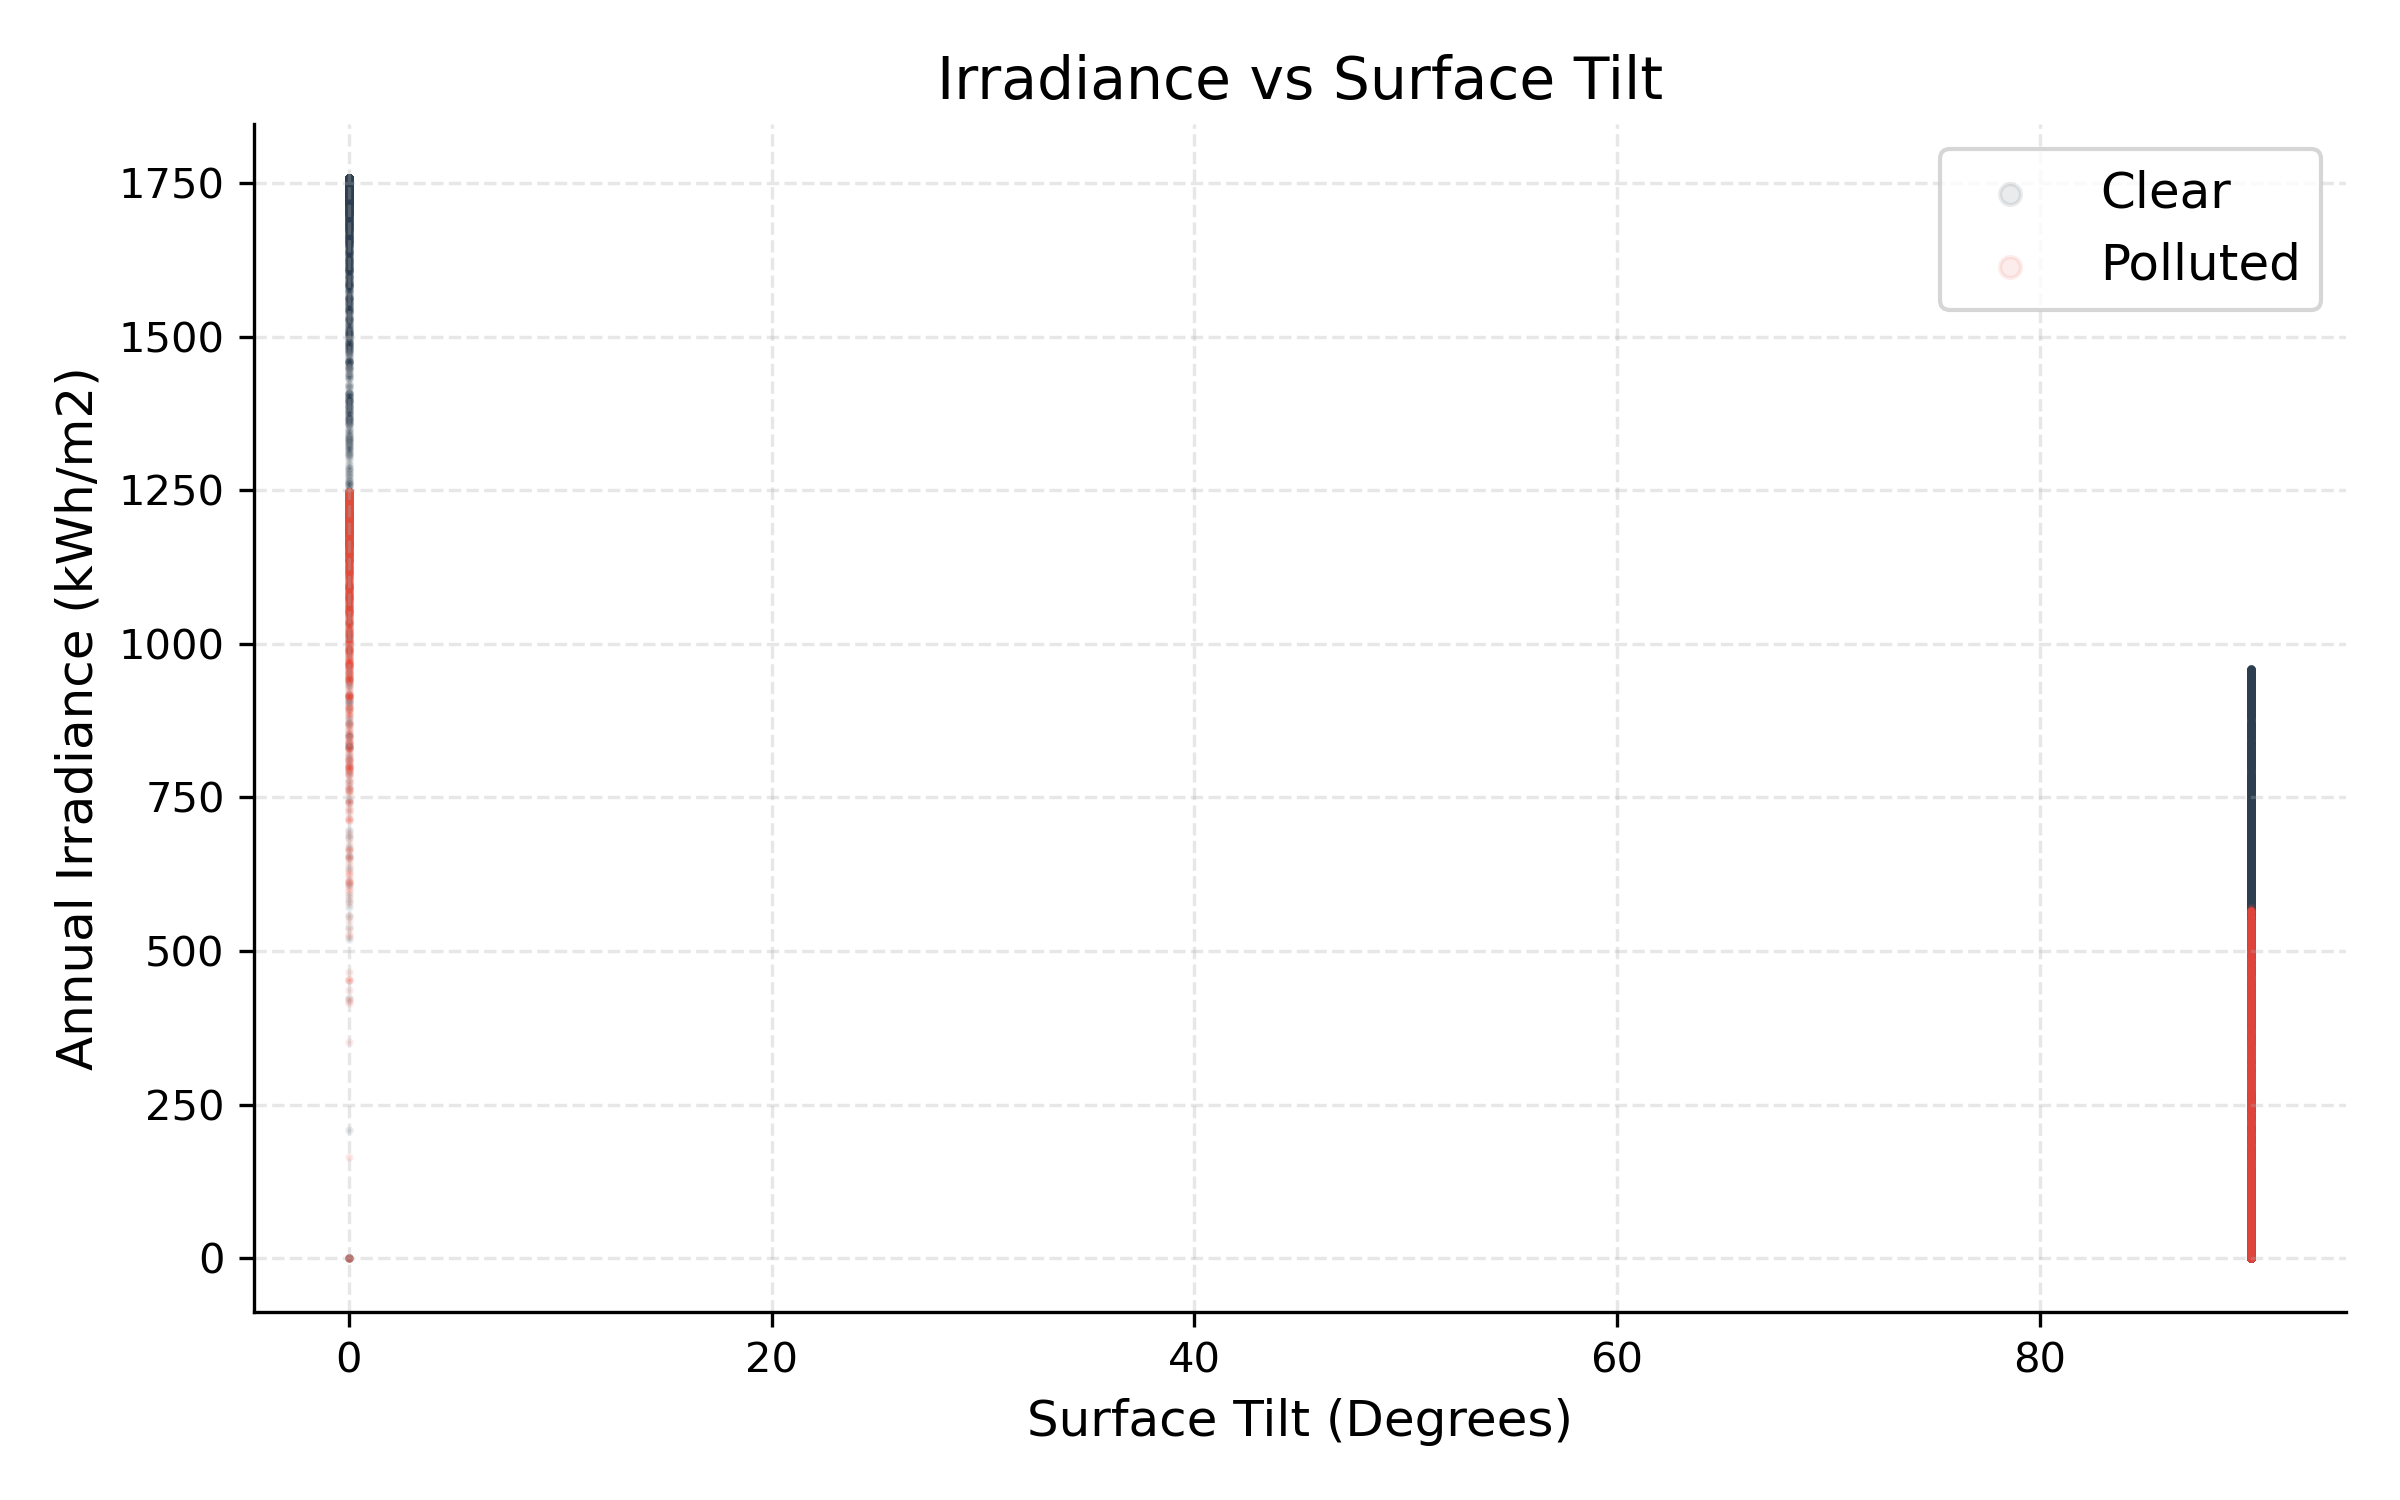 Irradiance vs Surface Tilt
Clear
Polluted
Annual Irradiance (kWh/m2)
1750
1500
1250
1000
750
500
250
0
0 20 40 60 80
Surface Tilt (Degrees)